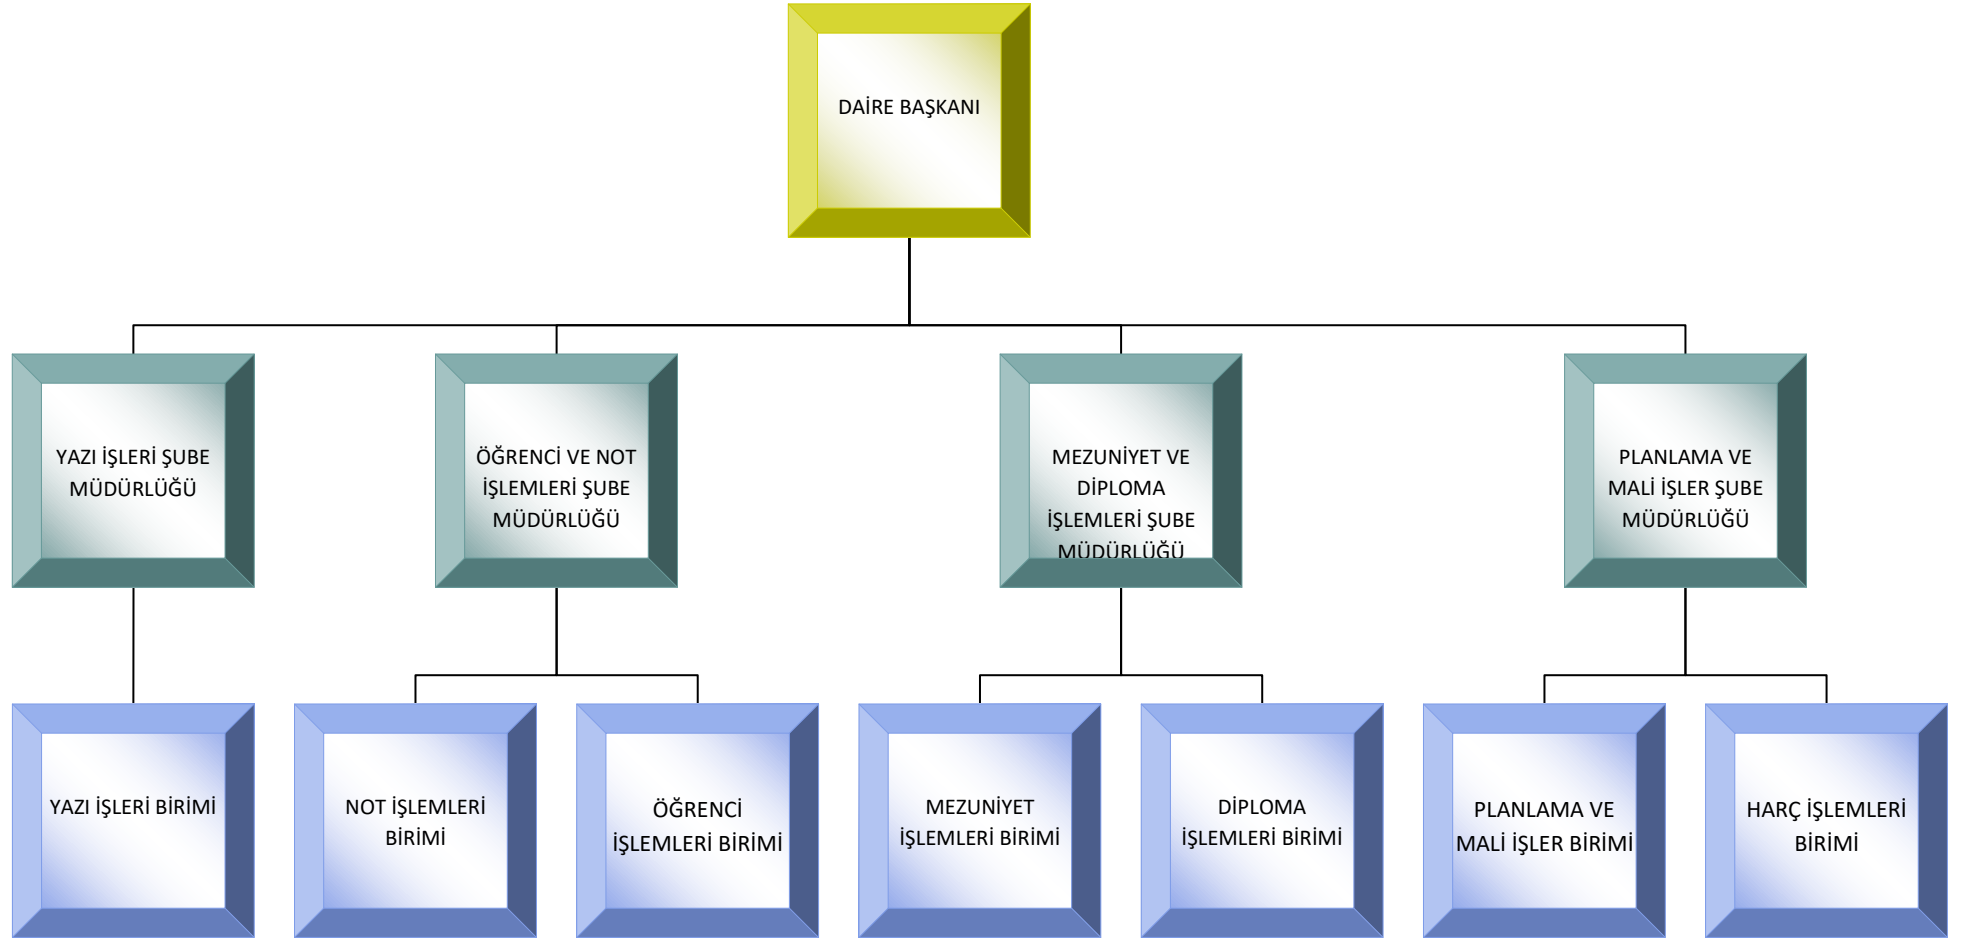 DAİRE BAŞKANI
YAZI İŞLERİ ŞUBE
MÜDÜRLÜĞÜ
ÖĞRENCİ VE NOT
İŞLEMLERİ ŞUBE
MÜDÜRLÜĞÜ
MEZUNİYET VE
DİPLOMA
İŞLEMLERİ ŞUBE
MÜDÜRLÜĞÜ
PLANLAMA VE
MALİ İŞLER ŞUBE
MÜDÜRLÜĞÜ
YAZI İŞLERİ BİRİMİ
NOT İŞLEMLERİ
BİRİMİ
ÖĞRENCİ
İŞLEMLERİ BİRİMİ
MEZUNİYET
İŞLEMLERİ BİRİMİ
DİPLOMA
İŞLEMLERİ BİRİMİ
PLANLAMA VE
MALİ İŞLER BİRİMİ
HARÇ İŞLEMLERİ
BİRİMİ